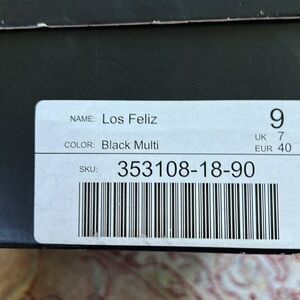 NAME: Los Feliz 9
UK 7
COLOR: Black Multi EUR 40
SKU: 353108-18-90